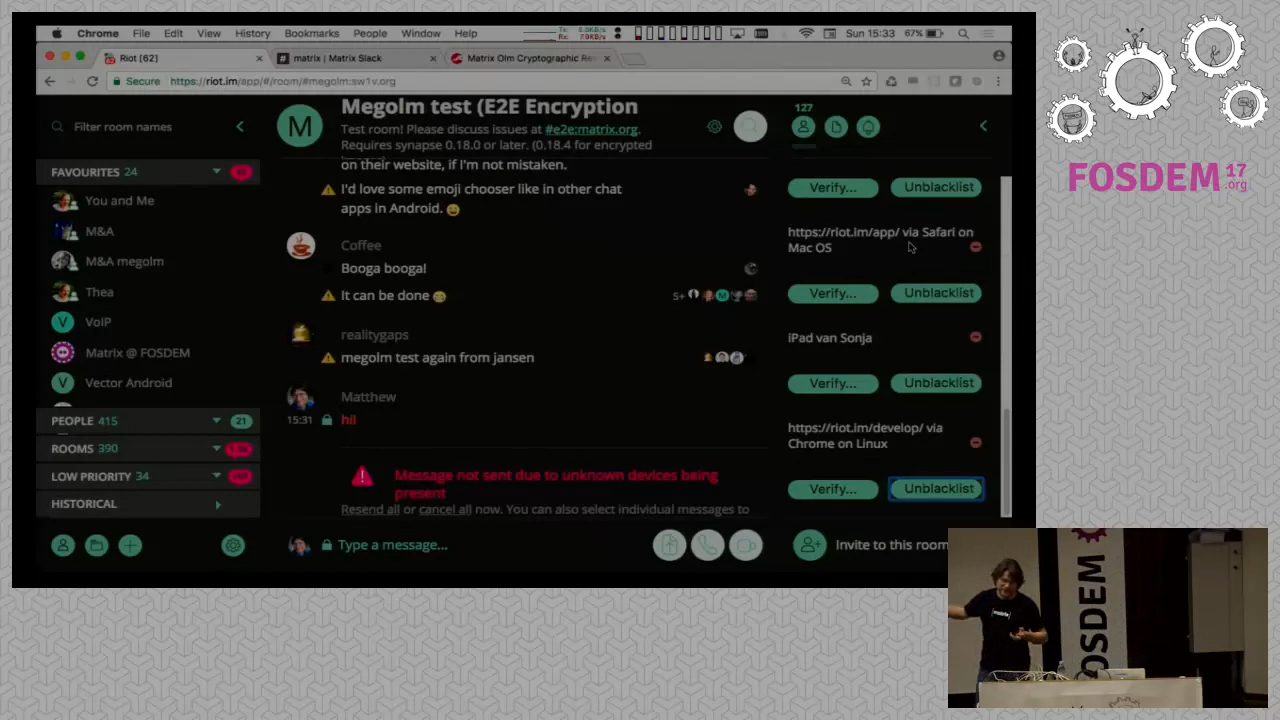 Chrome File Edit View History Bookmarks People Window Help
Sun 15:33 67%
Riot [62]
matrix | Matrix Slack
Matrix Olm Cryptographic Re
Secure https://riot.im/app/#/room/#megolm:sw1v.org
Filter room names
FAVOURITES 24
You and Me
M&A
M&A megolm
Thea
V VoIP
Matrix @ FOSDEM
V Vector Android
PEOPLE 415 21
ROOMS 390
LOW PRIORITY 34
HISTORICAL
M
Megolm test (E2E Encryption
Test room! Please discuss issues at #e2e:matrix.org.
Requires synapse 0.18.0 or later. (0.18.4 for encrypted
on their website, if I'm not mistaken.
I'd love some emoji chooser like in other chat
apps in Android.
Coffee
Booga booga!
It can be done
5+ M
realitygaps
megolm test again from jansen
Matthew
15:31 hi!
Message not sent due to unknown devices being
present
Resend all or cancel all now. You can also select individual messages to
Type a message...
127
Verify... Unblacklist
https://riot.im/app/ via Safari on
Mac OS
Verify... Unblacklist
iPad van Sonja
Verify... Unblacklist
https://riot.im/develop/ via
Chrome on Linux
Verify... Unblacklist
Invite to this room
FOSDEM 17
.org
[matrix]
OSDEM